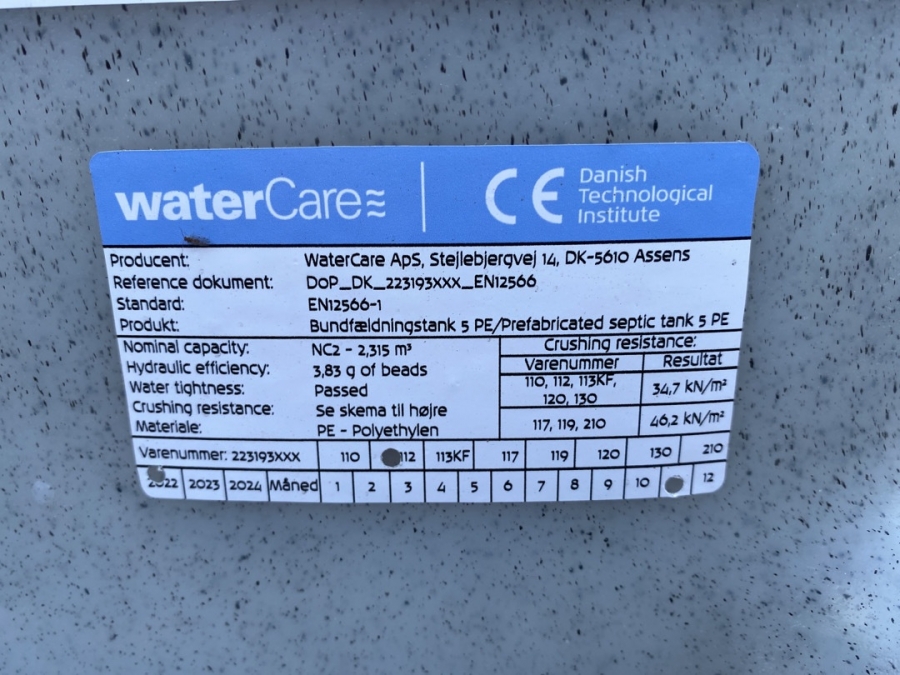 waterCare
CE
Danish
Technological
Institute
Producent: WaterCare ApS, Stejlebjergvej 14, DK-5610 Assens
Reference dokument: DoP_DK_223193XXX_EN12566
Standard: EN12566-1
Produkt: Bundfældningstank 5 PE/Prefabricated septic tank 5 PE
Nominal capacity: NC2 - 2,315 m³
Hydraulic efficiency: 3,83 g of beads
Water tightness: Passed
Crushing resistance: Se skema til højre
Materiale: PE - Polyethylen
Crushing resistance:
Varenummer Resultat
110, 112, 113KF,
120, 130 34,7 kN/m²
117, 119, 210 46,2 kN/m²
Varenummer: 223193XXX 110 112 113KF 117 119 120 130 210
2022 2023 2024 Måned 1 2 3 4 5 6 7 8 9 10 12